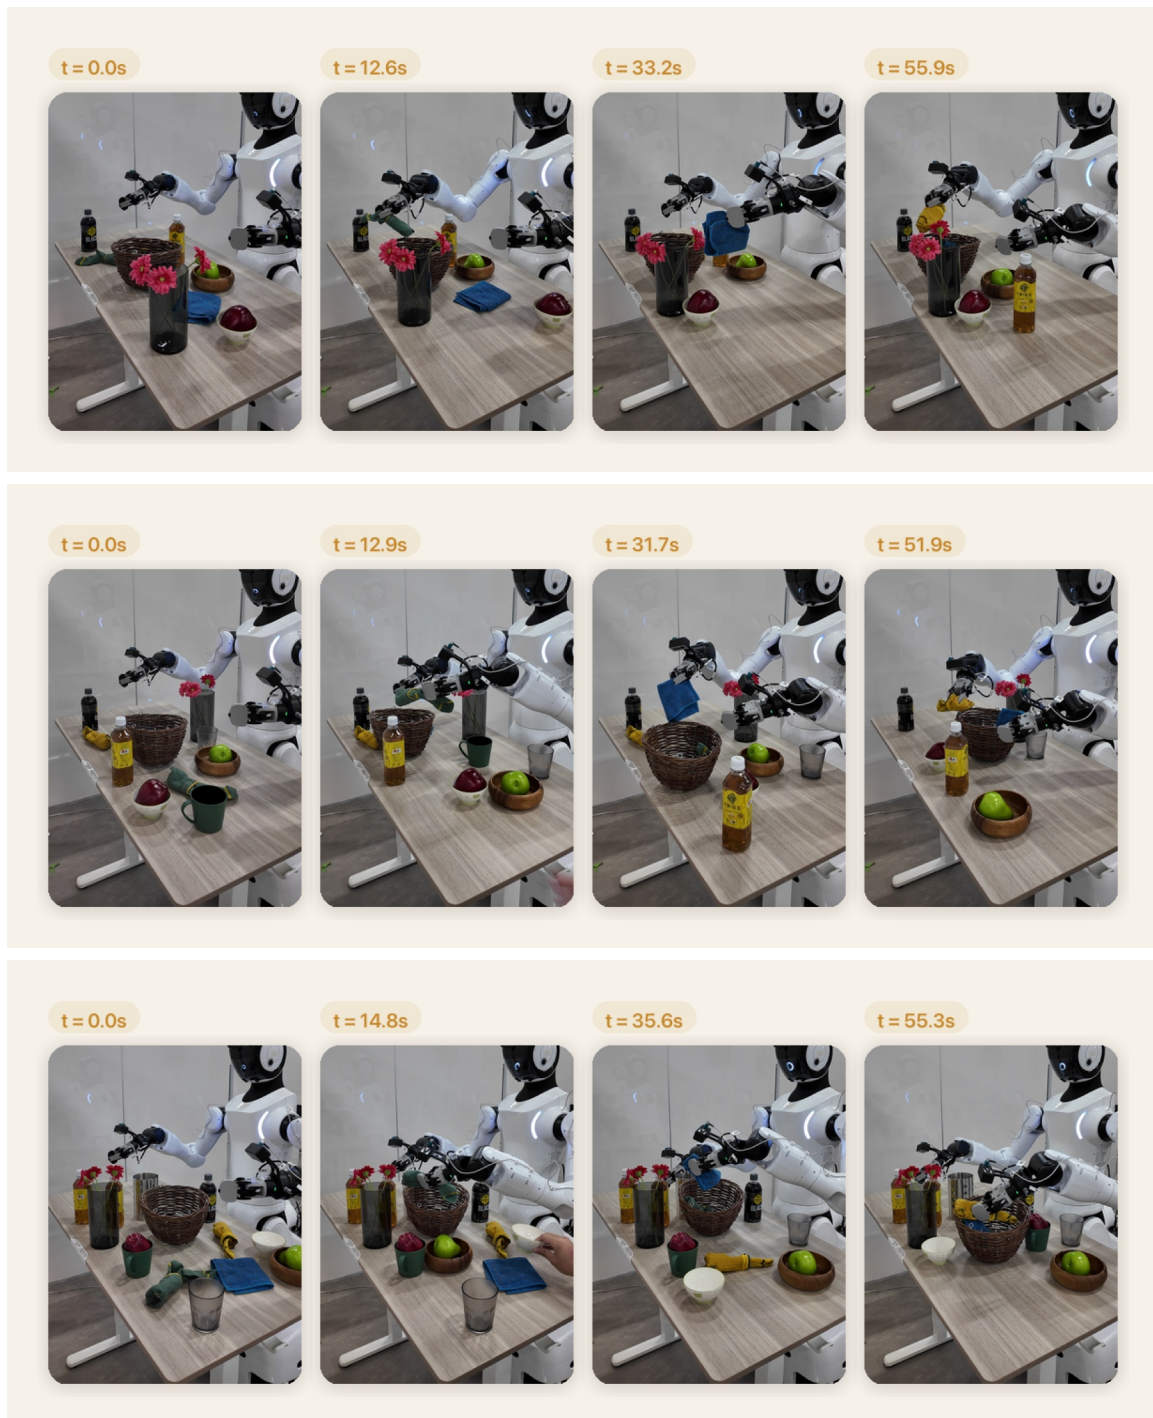 t = 0.0s
t = 12.6s
t = 33.2s
t = 55.9s
t = 0.0s
t = 12.9s
t = 31.7s
t = 51.9s
t = 0.0s
t = 14.8s
t = 35.6s
t = 55.3s